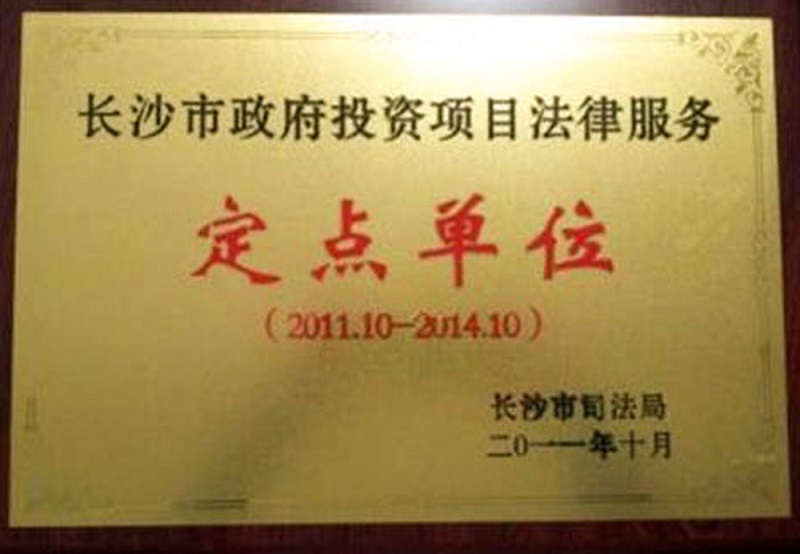 长沙市政府投资项目法律服务
定点单位
（2011.10—2014.10）
长沙市司法局
二0一一年十月